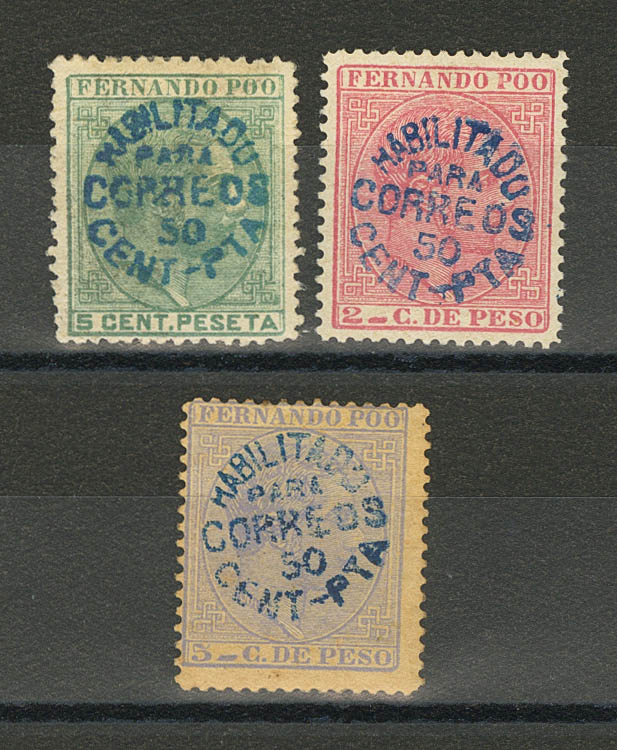 FERNANDO POO
HABILITADO
PARA
CORREOS
50
CENT-PTA
5 CENT. PESETA
FERNANDO POO
HABILITADO
PARA
CORREOS
50
CENT-PTA
2-C. DE PESO
FERNANDO POO
HABILITADO
PARA
CORREOS
50
CENT-PTA
5-C. DE PESO